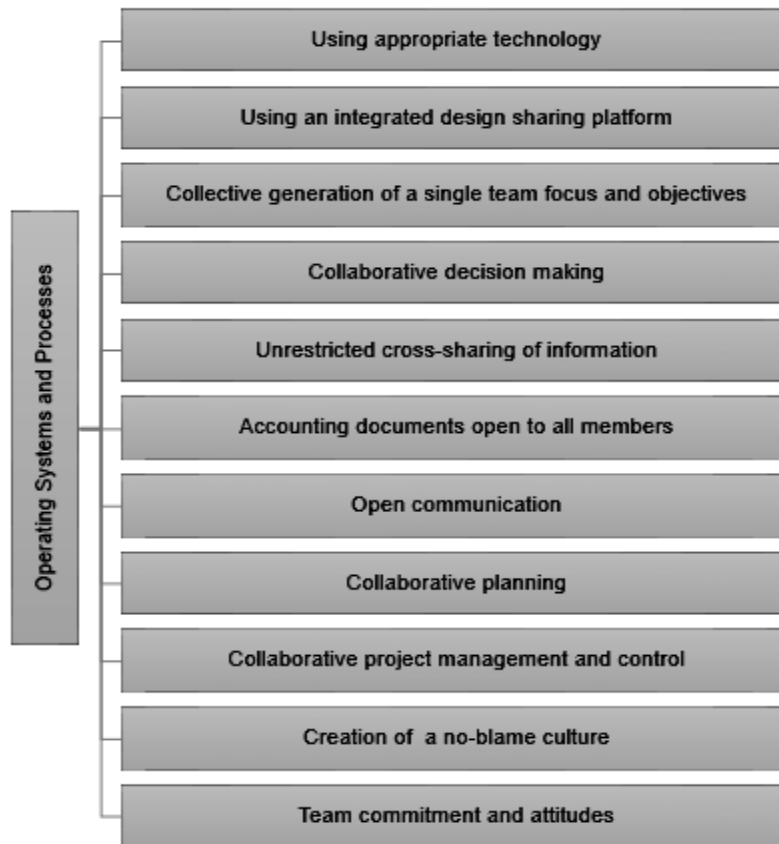 Operating Systems and Processes
Using appropriate technology
Using an integrated design sharing platform
Collective generation of a single team focus and objectives
Collaborative decision making
Unrestricted cross-sharing of information
Accounting documents open to all members
Open communication
Collaborative planning
Collaborative project management and control
Creation of  a no-blame culture
Team commitment and attitudes